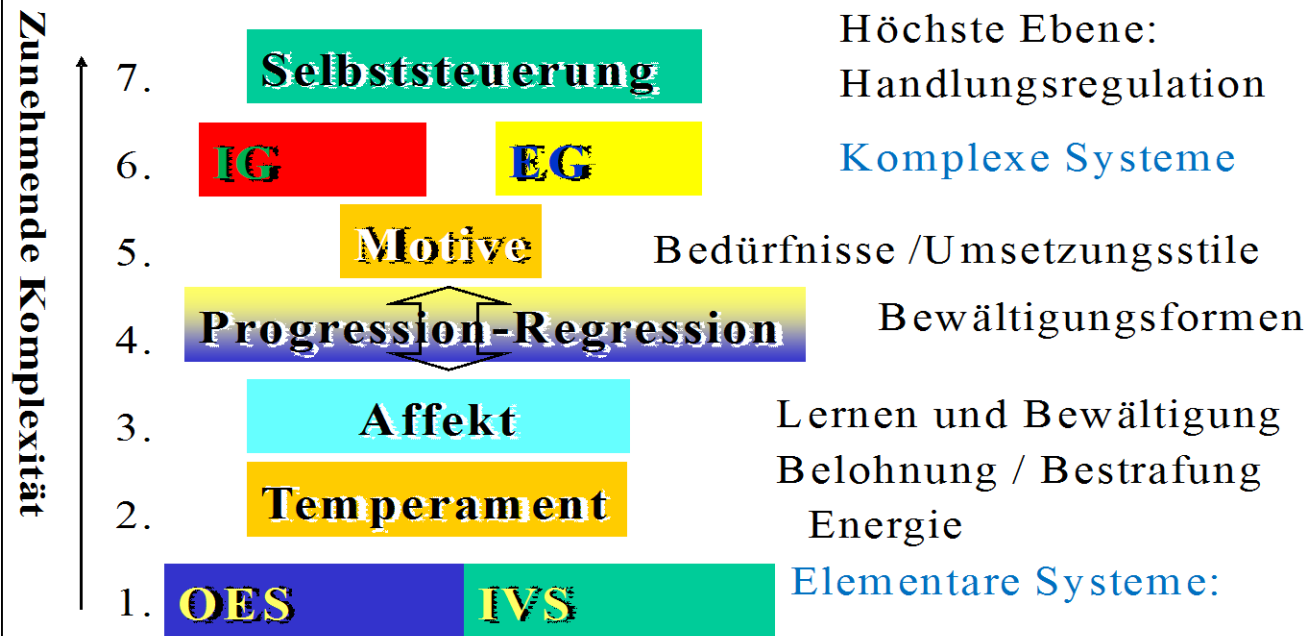 Zunehmende Komplexität
7. Selbststeuerung
Höchste Ebene:
Handlungsregulation
6. IG EG Komplexe Systeme
5. Motive Bedürfnisse /Umsetzungsstile
4. Progression-Regression Bewältigungsformen
3. Affekt Lernen und Bewältigung
Belohnung / Bestrafung
2. Temperament Energie
1. OES IVS Elementare Systeme: